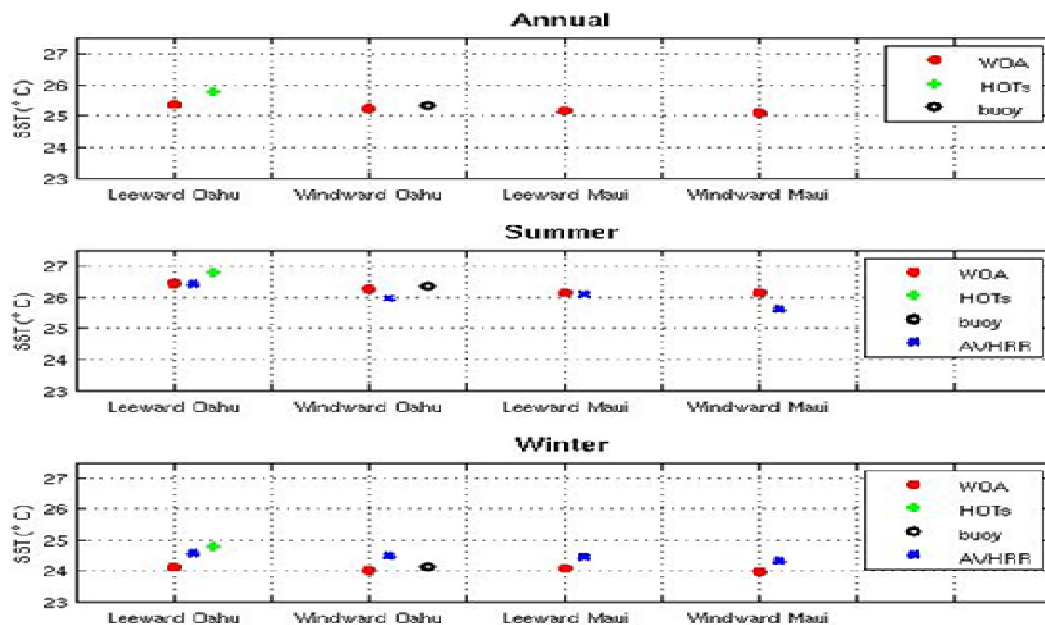 Annual
27
26
25
24
23
SST(°C)
WOA
HOTs
buoy
Leeward Oahu Windward Oahu Leeward Maui Windward Maui
Summer
27
26
25
24
23
SST(°C)
WOA
HOTs
buoy
AVHRR
Leeward Oahu Windward Oahu Leeward Maui Windward Maui
Winter
27
26
25
24
23
SST(°C)
WOA
HOTs
buoy
AVHRR
Leeward Oahu Windward Oahu Leeward Maui Windward Maui